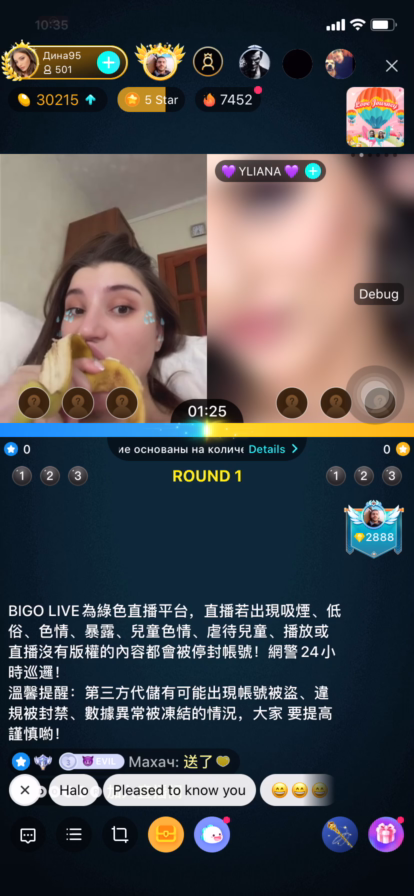 10:35
Дина95
501
30215
5 Star
7452
Love Journey
💜 YLIANA 💜
Debug
01:25
ие основаны на количе Details >
0
0
1 2 3
ROUND 1
1 2 3
2888
BIGO LIVE為綠色直播平台，直播若出現吸煙、低
俗、色情、暴露、兒童色情、虐待兒童、播放或
直播沒有版權的內容都會被停封帳號！網警24小
時巡邏！
溫馨提醒：第三方代儲有可能出現帳號被盜、違
規被封禁、數據異常被凍結的情況，大家 要提高
謹慎喲！
EVIL Махач: 送了
Halo
Pleased to know you